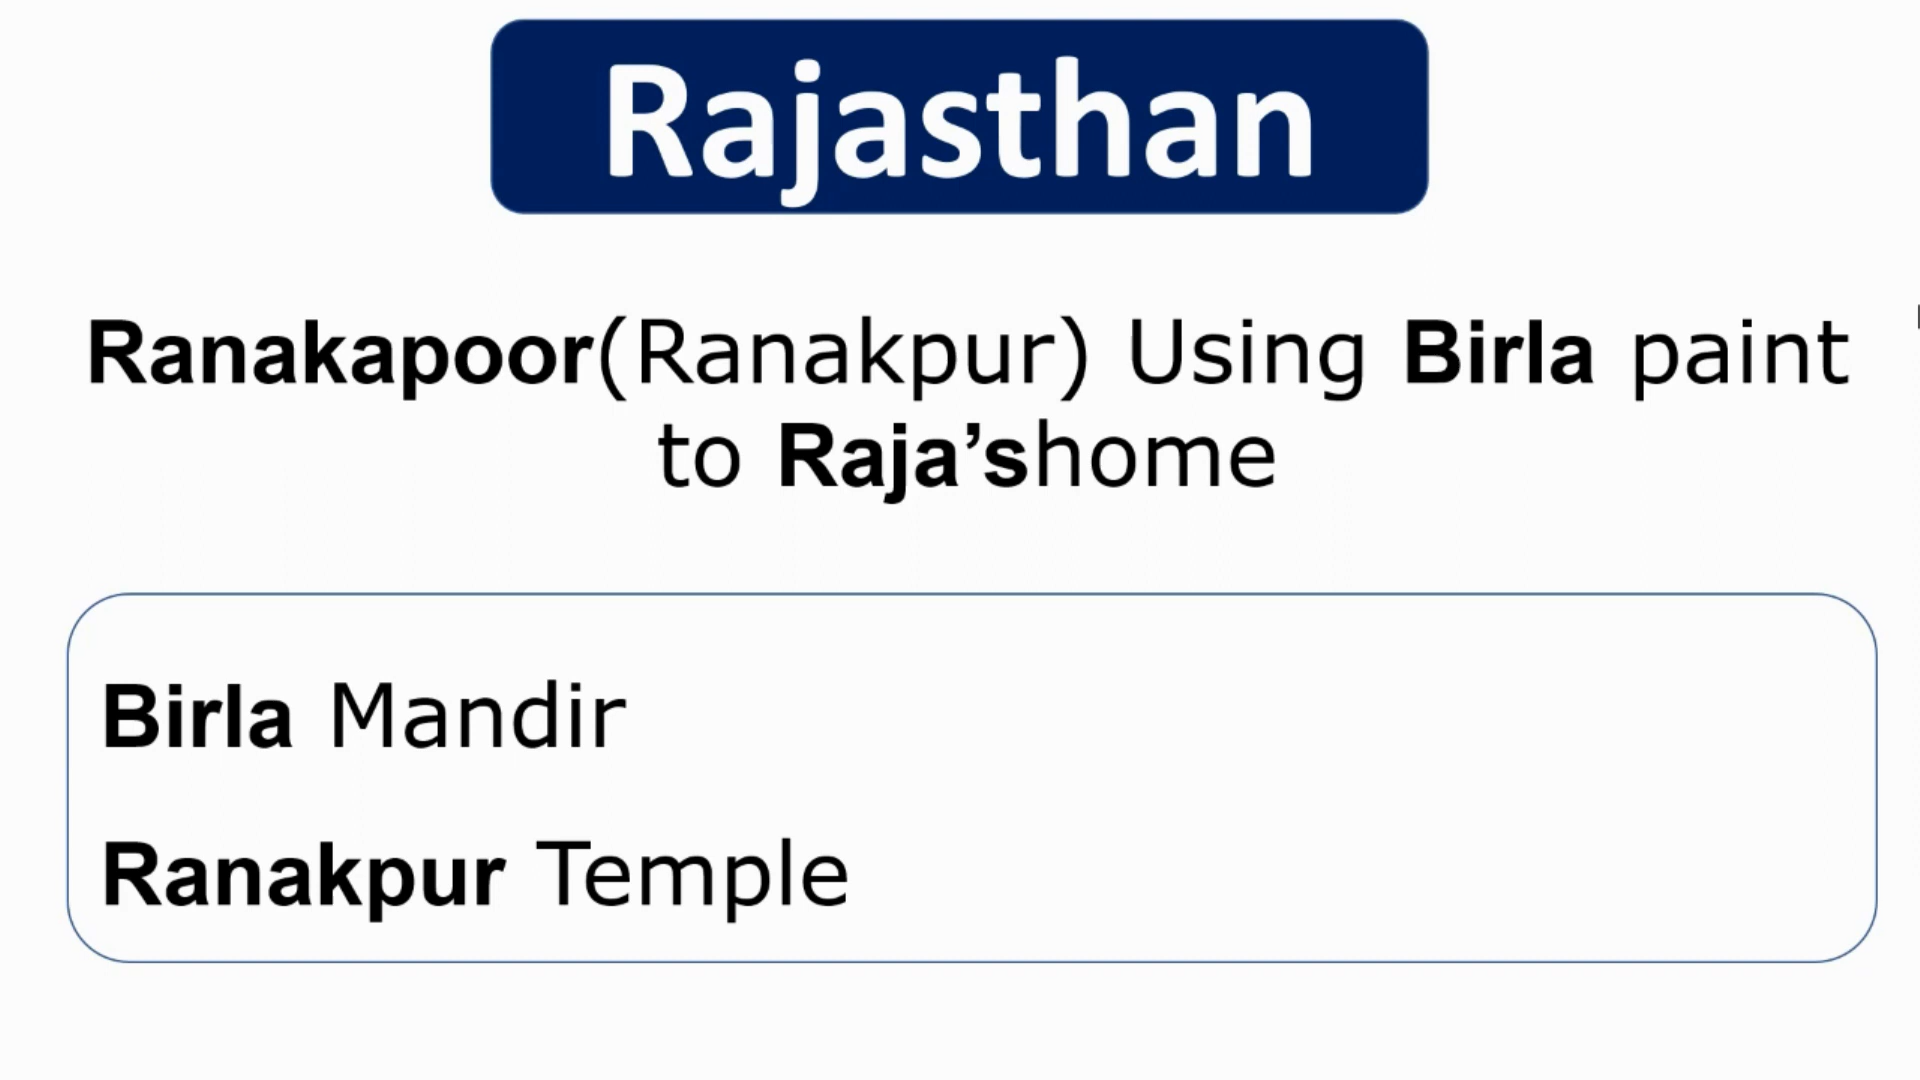 Rajasthan
Ranakapoor(Ranakpur) Using Birla paint
to Raja’shome
Birla Mandir
Ranakpur Temple